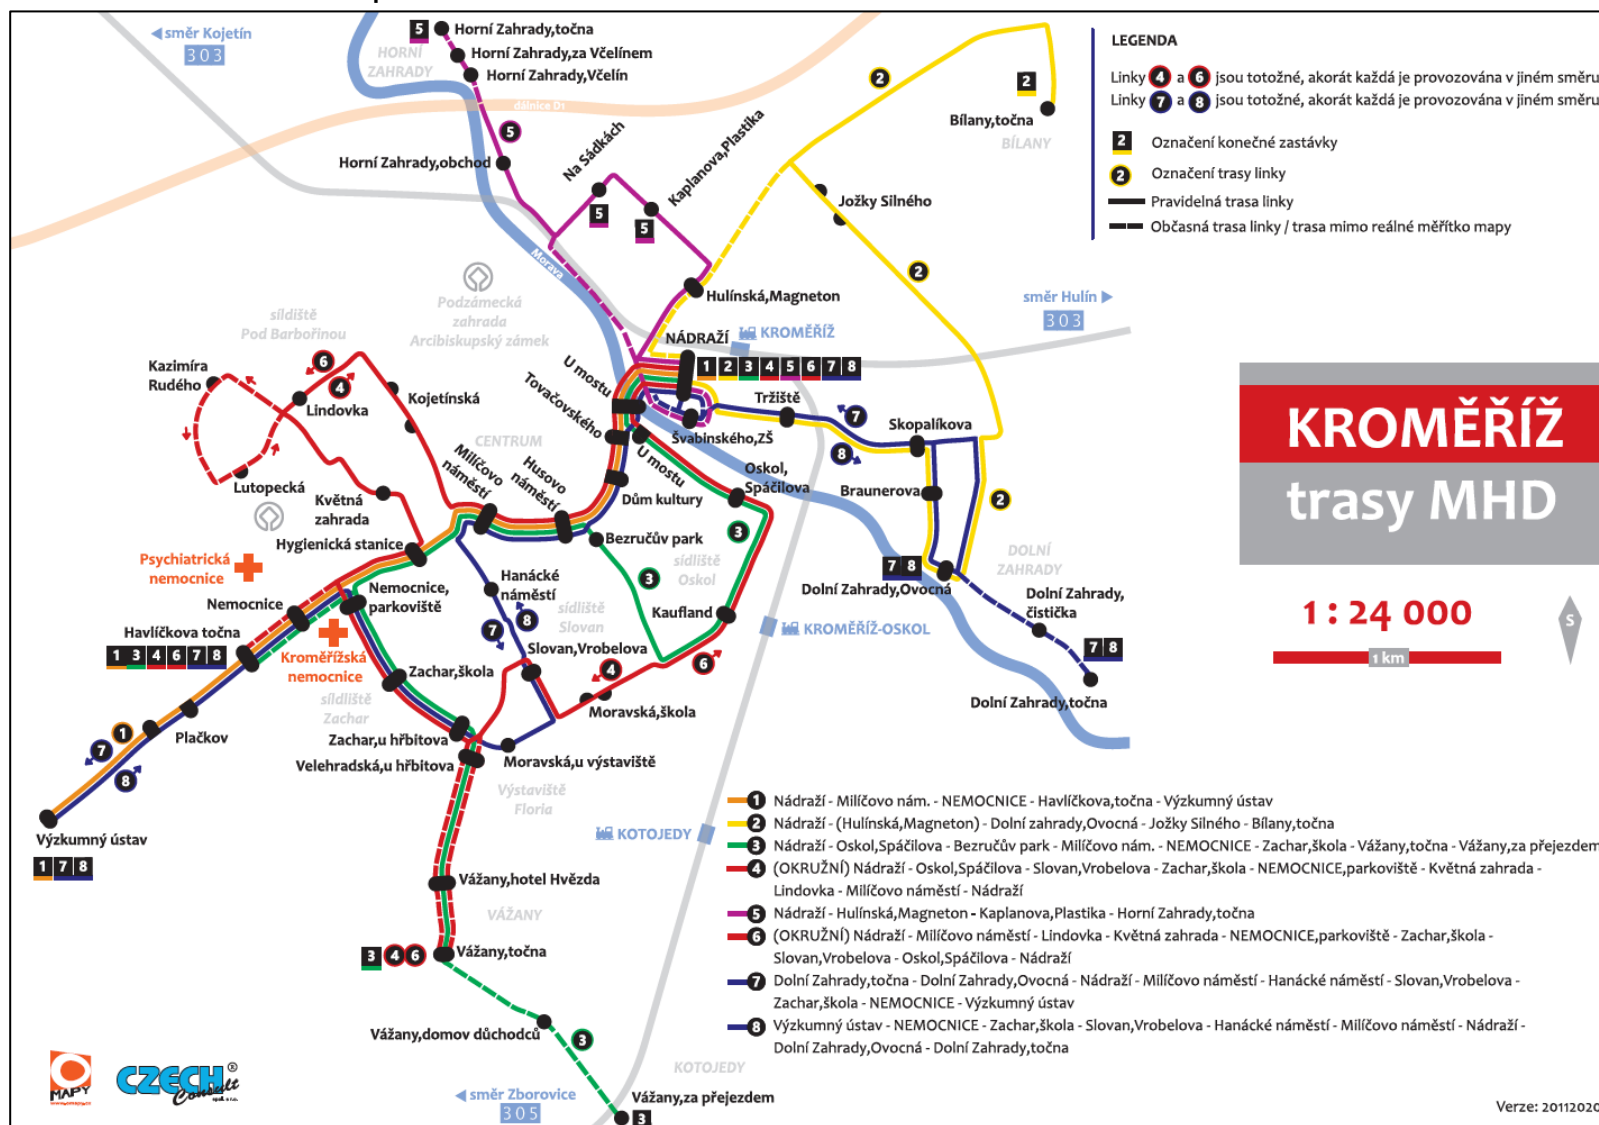 směr Kojetín
303
HORNÍ
ZAHRADY
5
Horní Zahrady,točna
Horní Zahrady,za Včelínem
Horní Zahrady,Včelín
dálnice D1
5
Horní Zahrady,obchod
Na Sádkách
Kaplanova,Plastika
5
5
Morava
2
2
Bílany,točna
BÍLANY
Jožky Silného
2
LEGENDA
Linky 4 a 6 jsou totožné, akorát každá je provozována v jiném směru
Linky 7 a 8 jsou totožné, akorát každá je provozována v jiném směru
2 Označení konečné zastávky
2 Označení trasy linky
Pravidelná trasa linky
Občasná trasa linky / trasa mimo reálné měřítko mapy
Podzámecká
zahrada
Arcibiskupský zámek
Hulínská,Magneton
směr Hulín
303
síldiště
Pod Barbořinou
KROMĚŘÍŽ
NÁDRAŽÍ
1 2 3 4 5 6 7 8
Kazimíra
Rudého
6
4
Lindovka
Kojetínská
U mostu
Tovačovského
Tržiště
Švabinského,ZŠ
7
8
Skopalíkova
CENTRUM
Milíčovo
náměstí
Husovo
náměstí
U mostu
Dům kultury
Oskol,
Spáčilova
Braunerova
2
Lutopecká
Květná
zahrada
Hygienická stanice
Bezručův park
3
sídliště
Oskol
3
Psychiatrická
nemocnice
Nemocnice
Nemocnice,
parkoviště
Hanácké
náměstí
8
7
sídliště
Slovan
Kaufland
7 8
Dolní Zahrady,Ovocná
DOLNÍ
ZAHRADY
Dolní Zahrady,
čistička
7 8
Dolní Zahrady,točna
KROMĚŘÍŽ-OSKOL
KROMĚŘÍŽ
trasy MHD
1 : 24 000
1 km
S
Havlíčkova točna
1 3 4 6 7 8
Kroměřížská
nemocnice
Slovan,Vrobelova
4
6
Zachar,škola
síldiště
Zachar
Moravská,škola
Plačkov
1
7
8
Zachar,u hřbitova
Velehradská,u hřbitova
Moravská,u výstaviště
Výstaviště
Floria
Výzkumný ústav
1 7 8
KOTOJEDY
Vážany,hotel Hvězda
VÁŽANY
3 4 6
Vážany,točna
Vážany,domov důchodců
3
KOTOJEDY
Vážany,za přejezdem
3
směr Zborovice
305
1 Nádraží - Milíčovo nám. - NEMOCNICE - Havlíčkova,točna - Výzkumný ústav
2 Nádraží - (Hulínská,Magneton) - Dolní zahrady,Ovocná - Jožky Silného - Bílany,točna
3 Nádraží - Oskol,Spáčilova - Bezručův park - Milíčovo nám. - NEMOCNICE - Zachar,škola - Vážany,točna - Vážany,za přejezdem
4 (OKRUŽNÍ) Nádraží - Oskol,Spáčilova - Slovan,Vrobelova - Zachar,škola - NEMOCNICE,parkoviště - Květná zahrada -
Lindovka - Milíčovo náměstí - Nádraží
5 Nádraží - Hulínská,Magneton - Kaplanova,Plastika - Horní Zahrady,točna
6 (OKRUŽNÍ) Nádraží - Milíčovo náměstí - Lindovka - Květná zahrada - NEMOCNICE,parkoviště - Zachar,škola -
Slovan,Vrobelova - Oskol,Spáčilova - Nádraží
7 Dolní Zahrady,točna - Dolní Zahrady,Ovocná - Nádraží - Milíčovo náměstí - Hanácké náměstí - Slovan,Vrobelova -
Zachar,škola - NEMOCNICE - Výzkumný ústav
8 Výzkumný ústav - NEMOCNICE - Zachar,škola - Slovan,Vrobelova - Hanácké náměstí - Milíčovo náměstí - Nádraží -
Dolní Zahrady,Ovocná - Dolní Zahrady,točna
MAPY
CZECH
Consult
Verze: 20112020